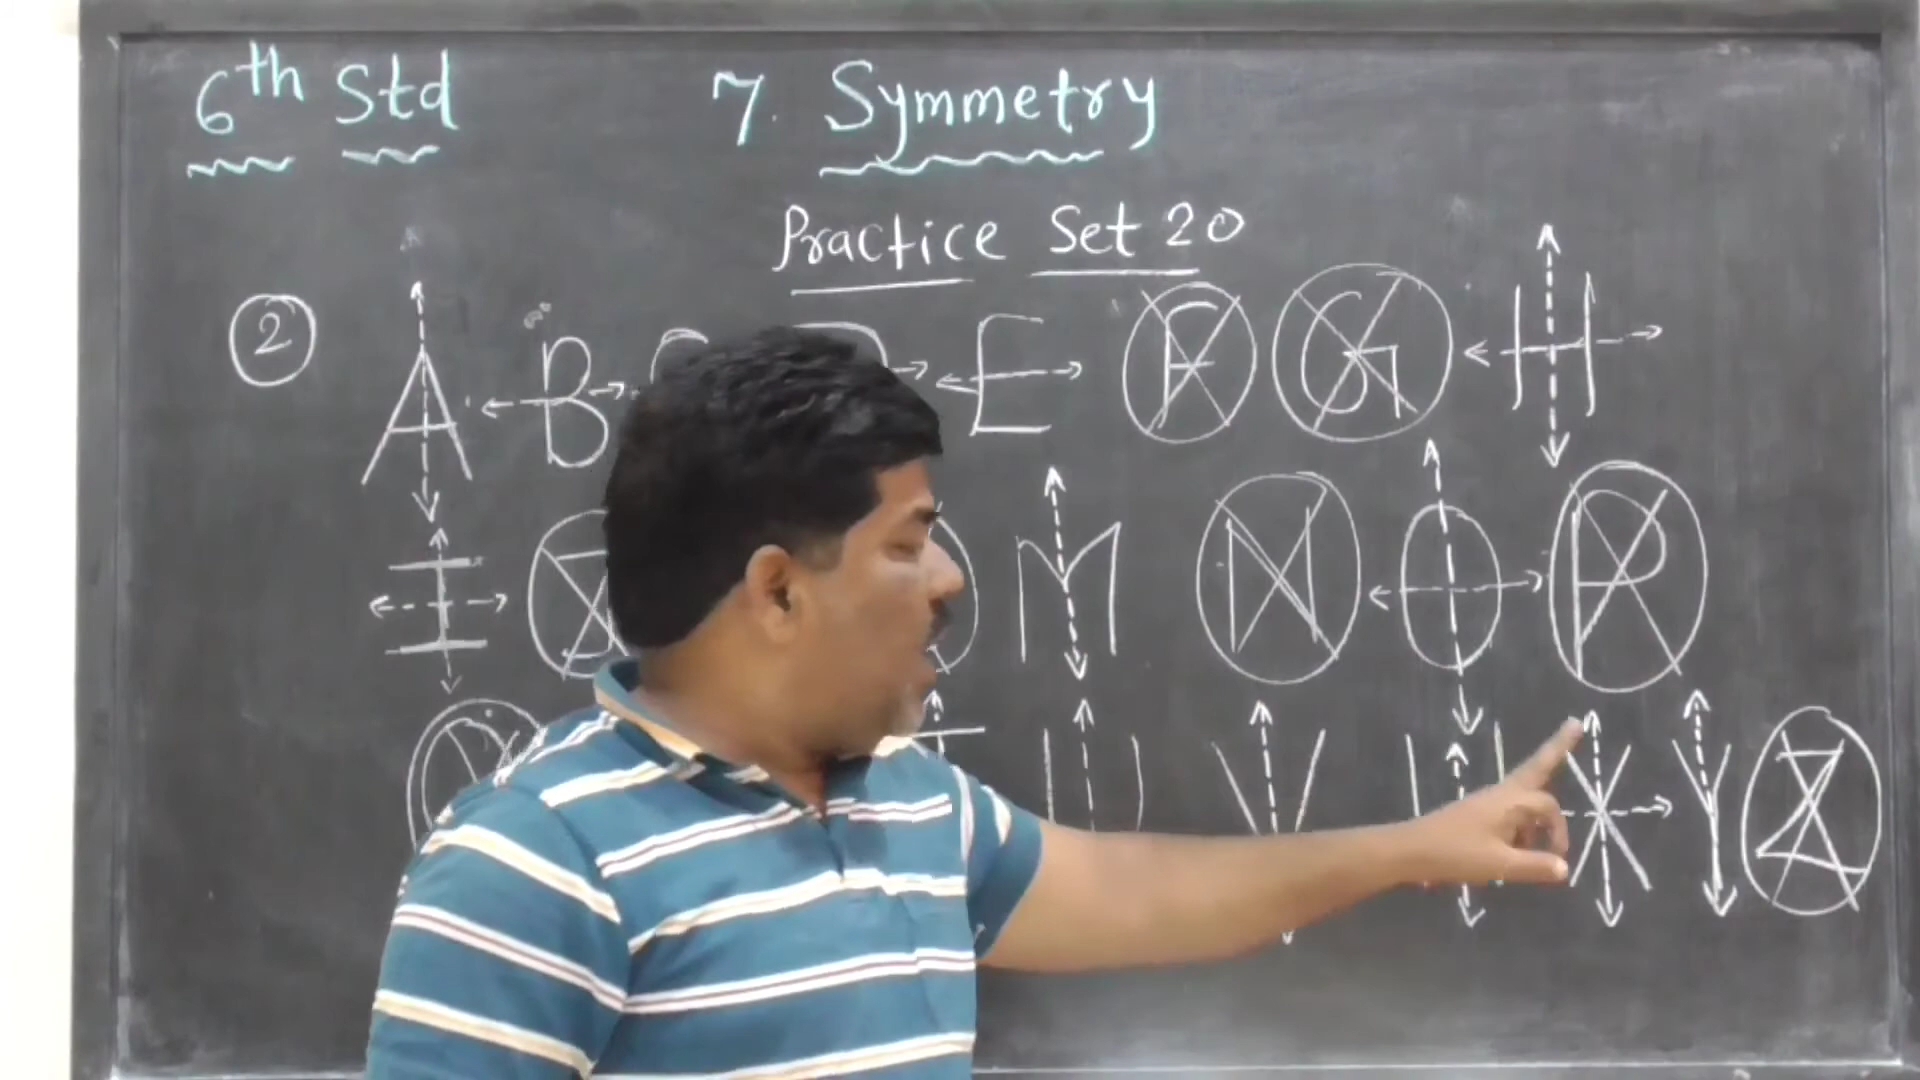 6th Std 7. Symmetry
Practice Set 20
2 A B E F G H
I M N O R
U V X Y Z